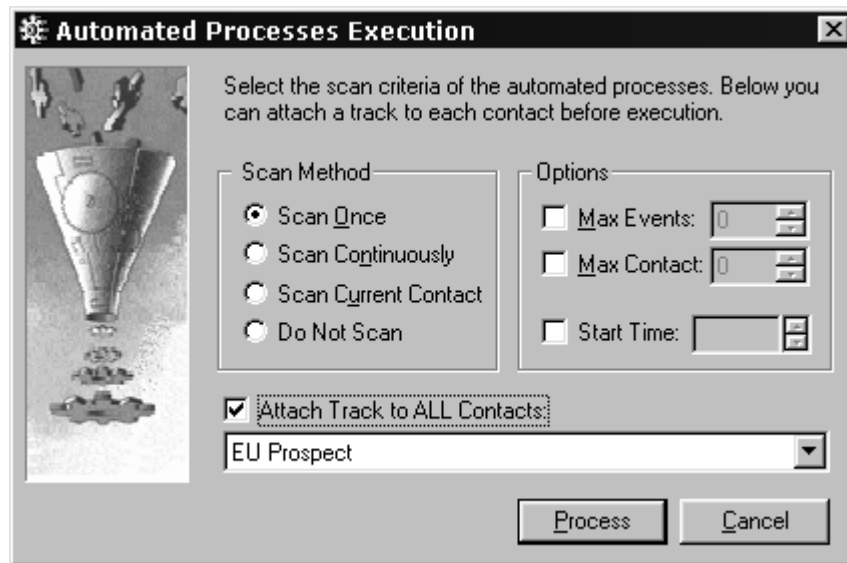 Automated Processes Execution
Select the scan criteria of the automated processes. Below you
can attach a track to each contact before execution.
Scan Method
Scan Once
Scan Continuously
Scan Current Contact
Do Not Scan
Options
Max Events: 0
Max Contact: 0
Start Time:
Attach Track to ALL Contacts:
EU Prospect
Process
Cancel